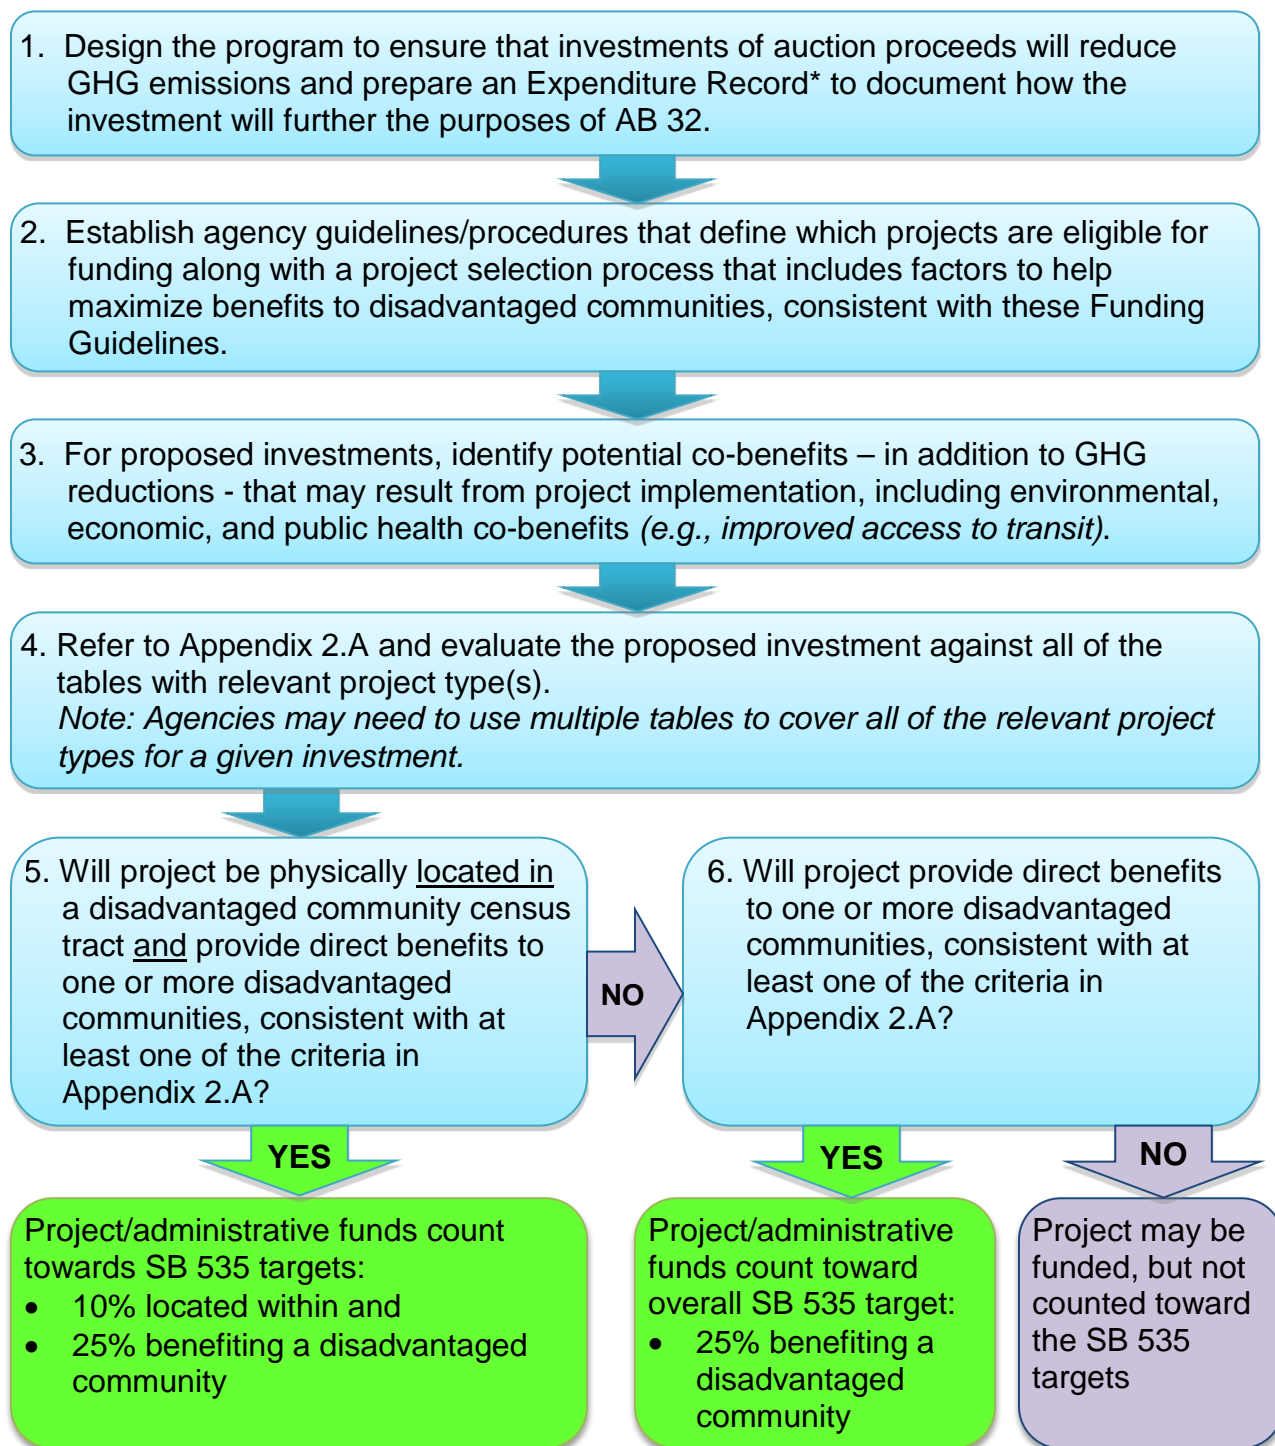 1. Design the program to ensure that investments of auction proceeds will reduce
GHG emissions and prepare an Expenditure Record* to document how the
investment will further the purposes of AB 32.
2. Establish agency guidelines/procedures that define which projects are eligible for
funding along with a project selection process that includes factors to help
maximize benefits to disadvantaged communities, consistent with these Funding
Guidelines.
3. For proposed investments, identify potential co-benefits – in addition to GHG
reductions - that may result from project implementation, including environmental,
economic, and public health co-benefits (e.g., improved access to transit).
4. Refer to Appendix 2.A and evaluate the proposed investment against all of the
tables with relevant project type(s).
Note: Agencies may need to use multiple tables to cover all of the relevant project
types for a given investment.
5. Will project be physically located in
a disadvantaged community census
tract and provide direct benefits to
one or more disadvantaged
communities, consistent with at
least one of the criteria in
Appendix 2.A?
NO
6. Will project provide direct benefits
to one or more disadvantaged
communities, consistent with at
least one of the criteria in
Appendix 2.A?
YES
YES
NO
Project/administrative funds count
towards SB 535 targets:
• 10% located within and
• 25% benefiting a disadvantaged
community
Project/administrative
funds count toward
overall SB 535 target:
• 25% benefiting a
disadvantaged
community
Project may be
funded, but not
counted toward
the SB 535
targets